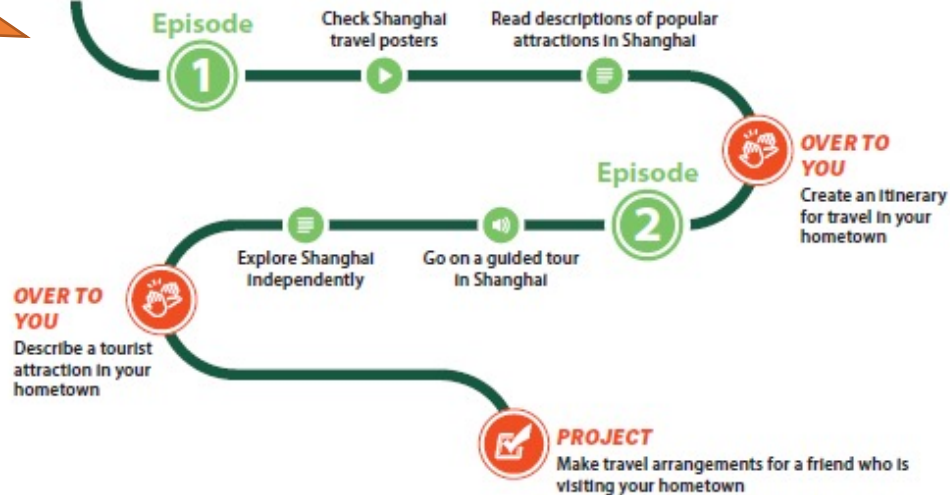 Episode
1
Check Shanghai
travel posters
Read descriptions of popular
attractions in Shanghai
OVER TO
YOU
Create an itinerary
for travel in your
hometown
Episode
2
Go on a guided tour
in Shanghai
Explore Shanghai
independently
OVER TO
YOU
Describe a tourist
attraction in your
hometown
PROJECT
Make travel arrangements for a friend who is
visiting your hometown